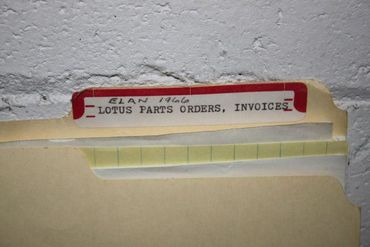 ELAN 1966
LOTUS PARTS ORDERS, INVOICES